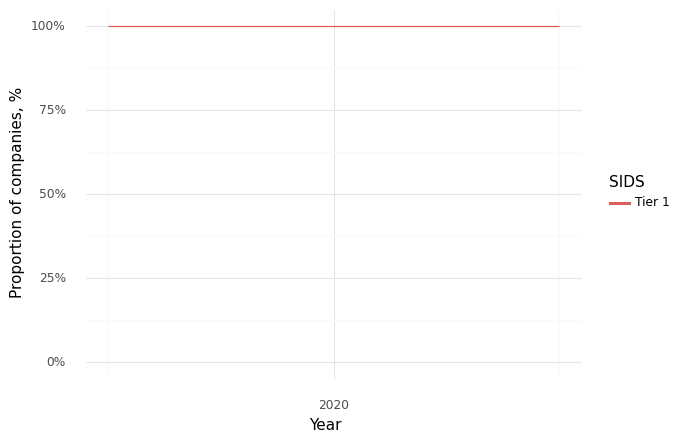 100%
75%
50%
25%
0%
Proportion of companies, %
2020
Year
SIDS
Tier 1